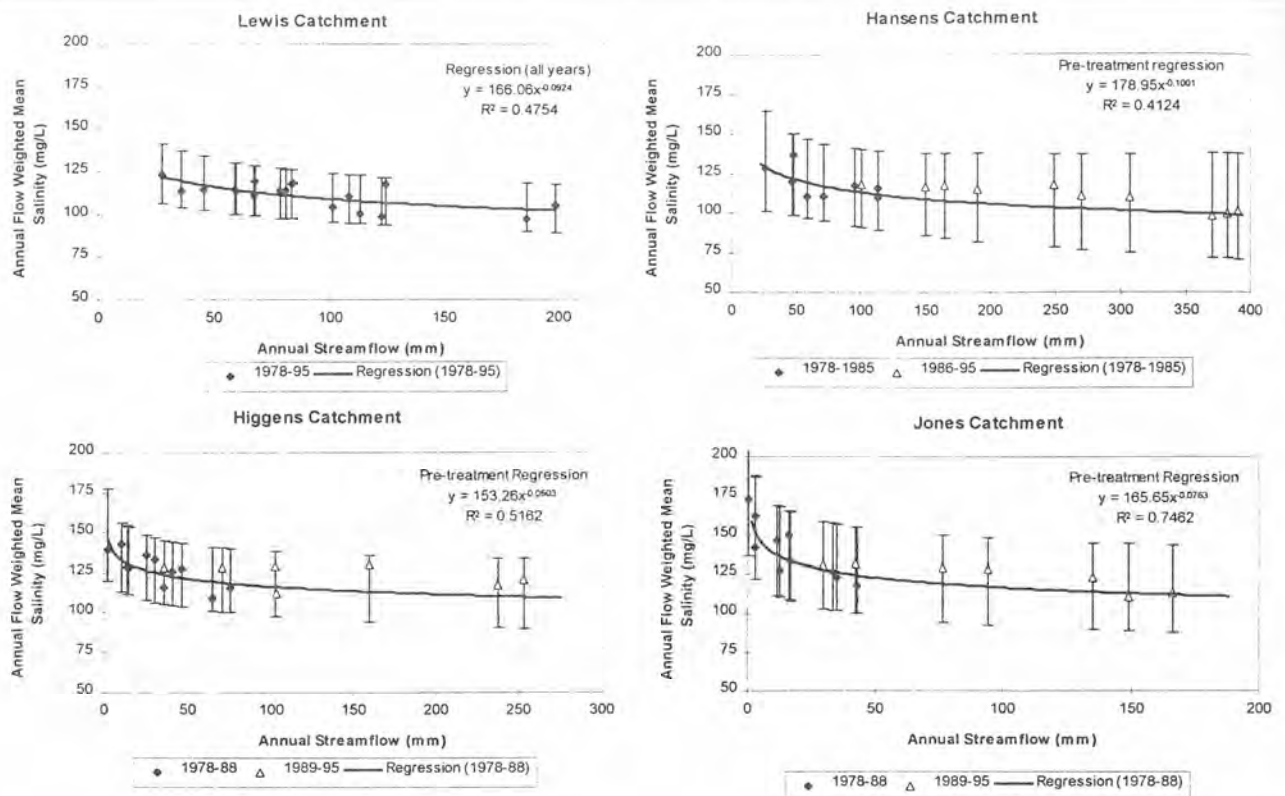 Lewis Catchment
200
175
150
125
100
75
50
Annual Flow Weighted Mean
Salinity (mg/L)
Regression (all years)
y = 166.06x^-0.0924
R² = 0.4754
0 50 100 150 200
Annual Streamflow (mm)
1978-95 Regression (1978-95)
Hansens Catchment
200
175
150
125
100
75
50
Annual Flow Weighted Mean
Salinity (mg/L)
Pre-treatment regression
y = 178.95x^-0.1001
R² = 0.4124
0 50 100 150 200 250 300 350 400
Annual Streamflow (mm)
1978-1985 1986-95 Regression (1978-1985)
Higgens Catchment
200
175
150
125
100
75
50
Annual Flow Weighted Mean
Salinity (mg/L)
Pre-treatment Regression
y = 153.26x^-0.0603
R² = 0.5162
0 50 100 150 200 250 300
Annual Streamflow (mm)
1978-88 1989-95 Regression (1978-88)
Jones Catchment
200
175
150
125
100
75
50
Annual Flow Weighted Mean
Salinity (mg/L)
Pre-treatment Regression
y = 165.65x^-0.0763
R² = 0.7462
0 50 100 150 200
Annual Streamflow (mm)
1978-88 1989-95 Regression (1978-88)